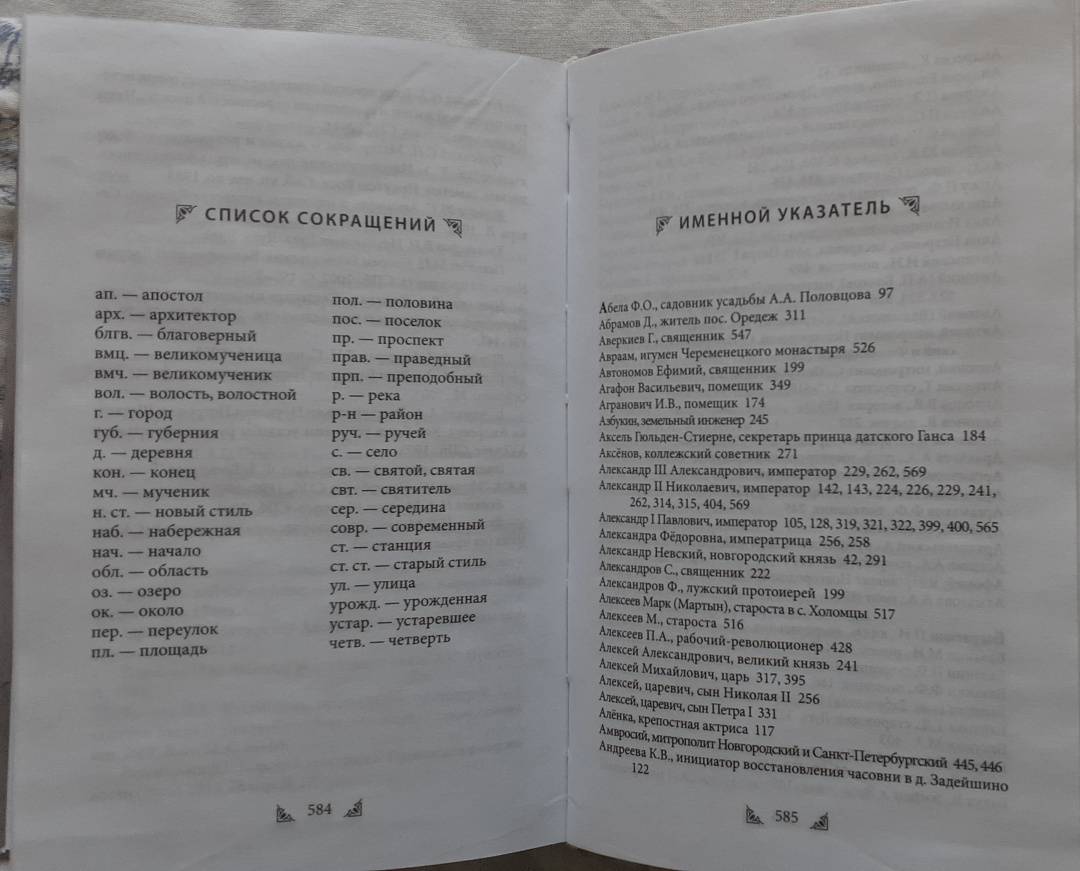 СПИСОК СОКРАЩЕНИЙ
ап. — апостол
арх. — архитектор
блгв. — благоверный
вмц. — великомученица
вмч. — великомученик
вол. — волость, волостной
г. — город
губ. — губерния
д. — деревня
кон. — конец
мч. — мученик
н. ст. — новый стиль
наб. — набережная
нач. — начало
обл. — область
оз. — озеро
ок. — около
пер. — переулок
пл. — площадь
пол. — половина
пос. — поселок
пр. — проспект
прав. — праведный
прп. — преподобный
р. — река
р-н — район
руч. — ручей
с. — село
св. — святой, святая
свт. — святитель
сер. — середина
совр. — современный
ст. — станция
ст. ст. — старый стиль
ул. — улица
урожд. — урожденная
устар. — устаревшее
четв. — четверть
584
ИМЕННОЙ УКАЗАТЕЛЬ
Абела Ф.О., садовник усадьбы А.А. Половцова 97
Абрамов Д., житель пос. Оредеж 311
Аверкиев Г., священник 547
Авраам, игумен Череменецкого монастыря 526
Автономов Ефимий, священник 199
Агафон Васильевич, помещик 349
Агранович И.В., помещик 174
Азбукин, земельный инженер 245
Аксель Гюльден-Стиерне, секретарь принца датского Ганса 184
Аксёнов, коллежский советник 271
Александр III Александрович, император 229, 262, 569
Александр II Николаевич, император 142, 143, 224, 226, 229, 241,
262, 314, 315, 404, 569
Александр I Павлович, император 105, 128, 319, 321, 322, 399, 400, 565
Александра Фёдоровна, императрица 256, 258
Александр Невский, новгородский князь 42, 291
Александров С., священник 222
Александров Ф., лужский протоиерей 199
Алексеев Марк (Мартын), староста в с. Холомцы 517
Алексеев М., староста 516
Алексеев П.А., рабочий-революционер 428
Алексей Александрович, великий князь 241
Алексей Михайлович, царь 317, 395
Алексей, царевич, сын Николая II 256
Алексей, царевич, сын Петра I 331
Алёнка, крепостная актриса 117
Амвросий, митрополит Новгородский и Санкт-Петербургский 445, 446
Андреева К.В., инициатор восстановления часовни в д. Задейшино
122
585